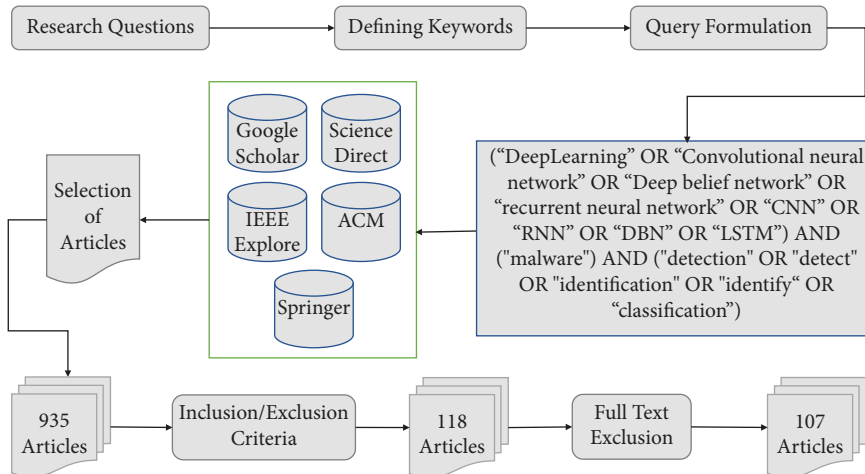 Research Questions
Defining Keywords
Query Formulation
Google
Scholar
Science
Direct
IEEE
Explore
ACM
Springer
(“DeepLearning” OR “Convolutional neural
network” OR “Deep belief network” OR
“recurrent neural network” OR “CNN” OR
“RNN” OR “DBN” OR “LSTM”) AND
("malware") AND ("detection" OR "detect"
OR "identification" OR "identify“ OR
“classification”)
Selection
of
Articles
935
Articles
Inclusion/Exclusion
Criteria
118
Articles
Full Text
Exclusion
107
Articles